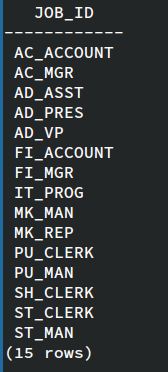 JOB_ID
------------
AC_ACCOUNT
AC_MGR
AD_ASST
AD_PRES
AD_VP
FI_ACCOUNT
FI_MGR
IT_PROG
MK_MAN
MK_REP
PU_CLERK
PU_MAN
SH_CLERK
ST_CLERK
ST_MAN
(15 rows)